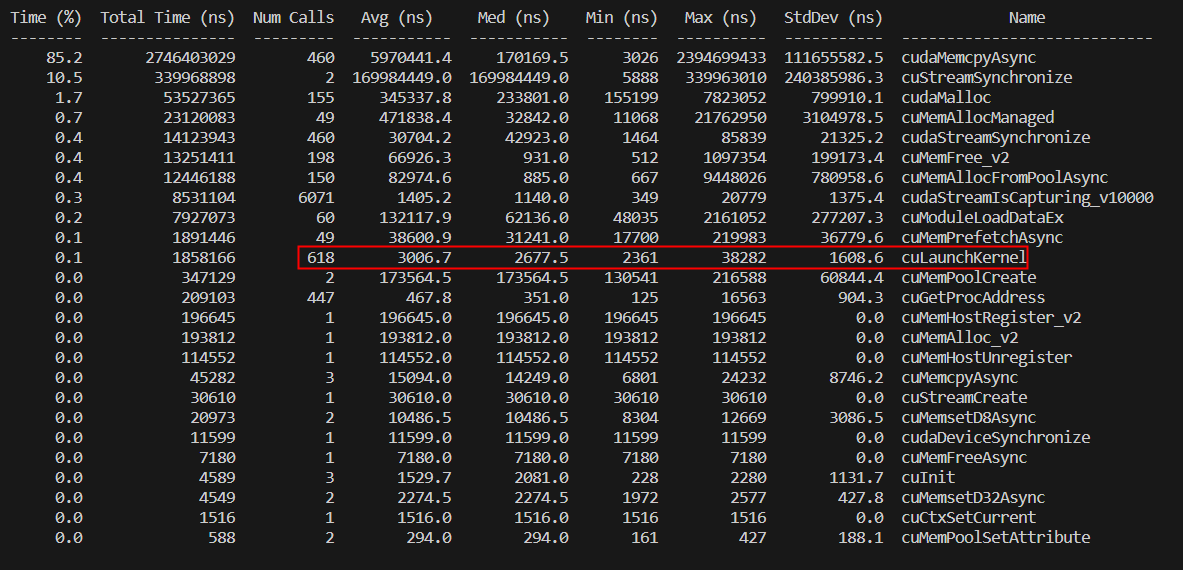 Time (%) Total Time (ns) Num Calls Avg (ns) Med (ns) Min (ns) Max (ns) StdDev (ns) Name
-------- --------------- --------- ----------- ----------- -------- ---------- ----------- ----------------------------
85.2 2746403029 460 5970441.4 170169.5 3026 2394699433 111655582.5 cudaMemcpyAsync
10.5 339968898 2 169984449.0 169984449.0 5888 339963010 240385986.3 cuStreamSynchronize
1.7 53527365 155 345337.8 233801.0 155199 7823052 799910.1 cudaMalloc
0.7 23120083 49 471838.4 32842.0 11068 21762950 3104978.5 cuMemAllocManaged
0.4 14123943 460 30704.2 42923.0 1464 85839 21325.2 cudaStreamSynchronize
0.4 13251411 198 66926.3 931.0 512 1097354 199173.4 cuMemFree_v2
0.4 12446188 150 82974.6 885.0 667 9448026 780958.6 cuMemAllocFromPoolAsync
0.3 8531104 6071 1405.2 1140.0 349 20779 1375.4 cudaStreamIsCapturing_v10000
0.2 7927073 60 132117.9 62136.0 48035 2161052 277207.3 cuModuleLoadDataEx
0.1 1891446 49 38600.9 31241.0 17700 219983 36779.6 cuMemPrefetchAsync
0.1 1858166 618 3006.7 2677.5 2361 38282 1608.6 cuLaunchKernel
0.0 347129 2 173564.5 173564.5 130541 216588 60844.4 cuMemPoolCreate
0.0 209103 447 467.8 351.0 125 16563 904.3 cuGetProcAddress
0.0 196645 1 196645.0 196645.0 196645 196645 0.0 cuMemHostRegister_v2
0.0 193812 1 193812.0 193812.0 193812 193812 0.0 cuMemAlloc_v2
0.0 114552 1 114552.0 114552.0 114552 114552 0.0 cuMemHostUnregister
0.0 45282 3 15094.0 14249.0 6801 24232 8746.2 cuMemcpyAsync
0.0 30610 1 30610.0 30610.0 30610 30610 0.0 cuStreamCreate
0.0 20973 2 10486.5 10486.5 8304 12669 3086.5 cuMemsetD8Async
0.0 11599 1 11599.0 11599.0 11599 11599 0.0 cudaDeviceSynchronize
0.0 7180 1 7180.0 7180.0 7180 7180 0.0 cuMemFreeAsync
0.0 4589 3 1529.7 2081.0 228 2280 1131.7 cuInit
0.0 4549 2 2274.5 2274.5 1972 2577 427.8 cuMemsetD32Async
0.0 1516 1 1516.0 1516.0 1516 1516 0.0 cuCtxSetCurrent
0.0 588 2 294.0 294.0 161 427 188.1 cuMemPoolSetAttribute